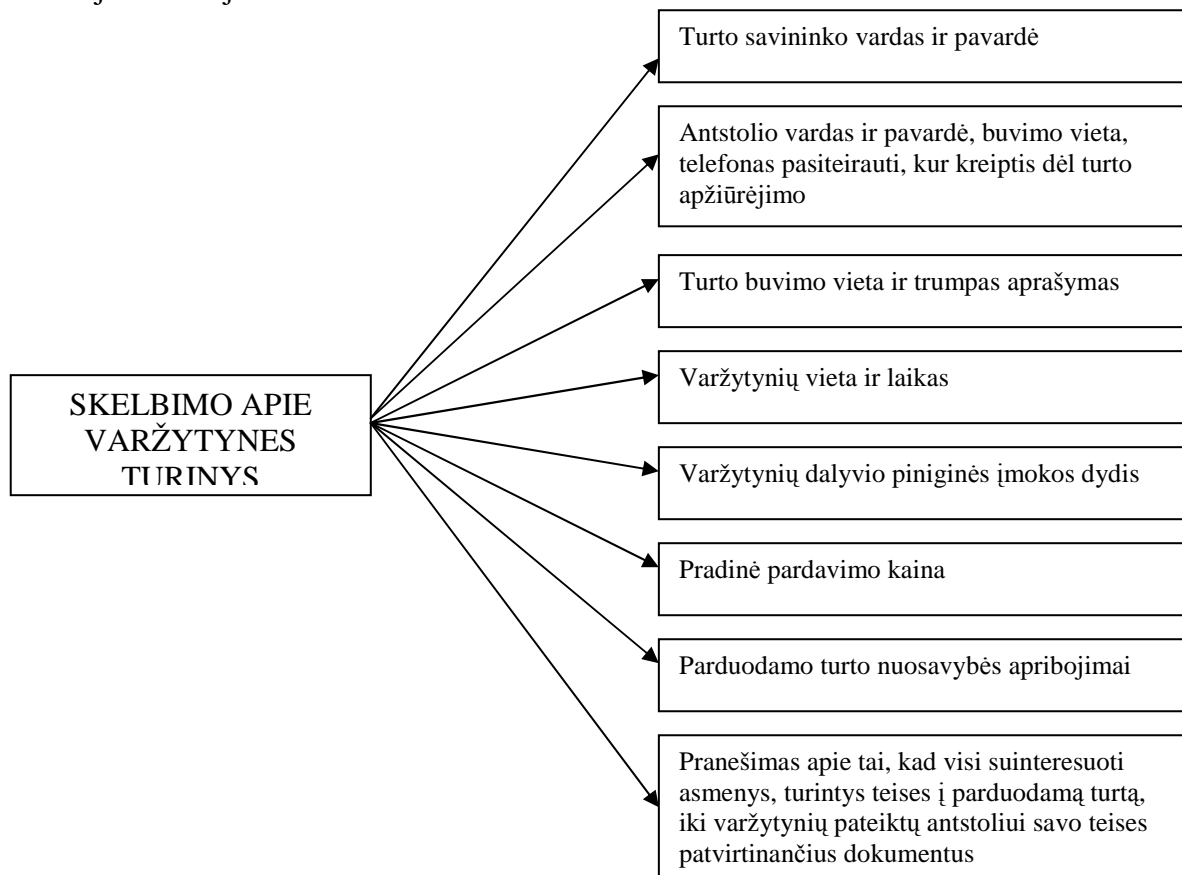 Turto savininko vardas ir pavardė
Antstolio vardas ir pavardė, buvimo vieta,
telefonas pasiteirauti, kur kreiptis dėl turto
apžiūrėjimo
Turto buvimo vieta ir trumpas aprašymas
Varžytynių vieta ir laikas
SKELBIMO APIE
VARŽYTYNES
TURINYS
Varžytynių dalyvio piniginės įmokos dydis
Pradinė pardavimo kaina
Parduodamo turto nuosavybės apribojimai
Pranešimas apie tai, kad visi suinteresuoti
asmenys, turintys teises į parduodamą turtą,
iki varžytynių pateiktų antstoliui savo teises
patvirtinančius dokumentus